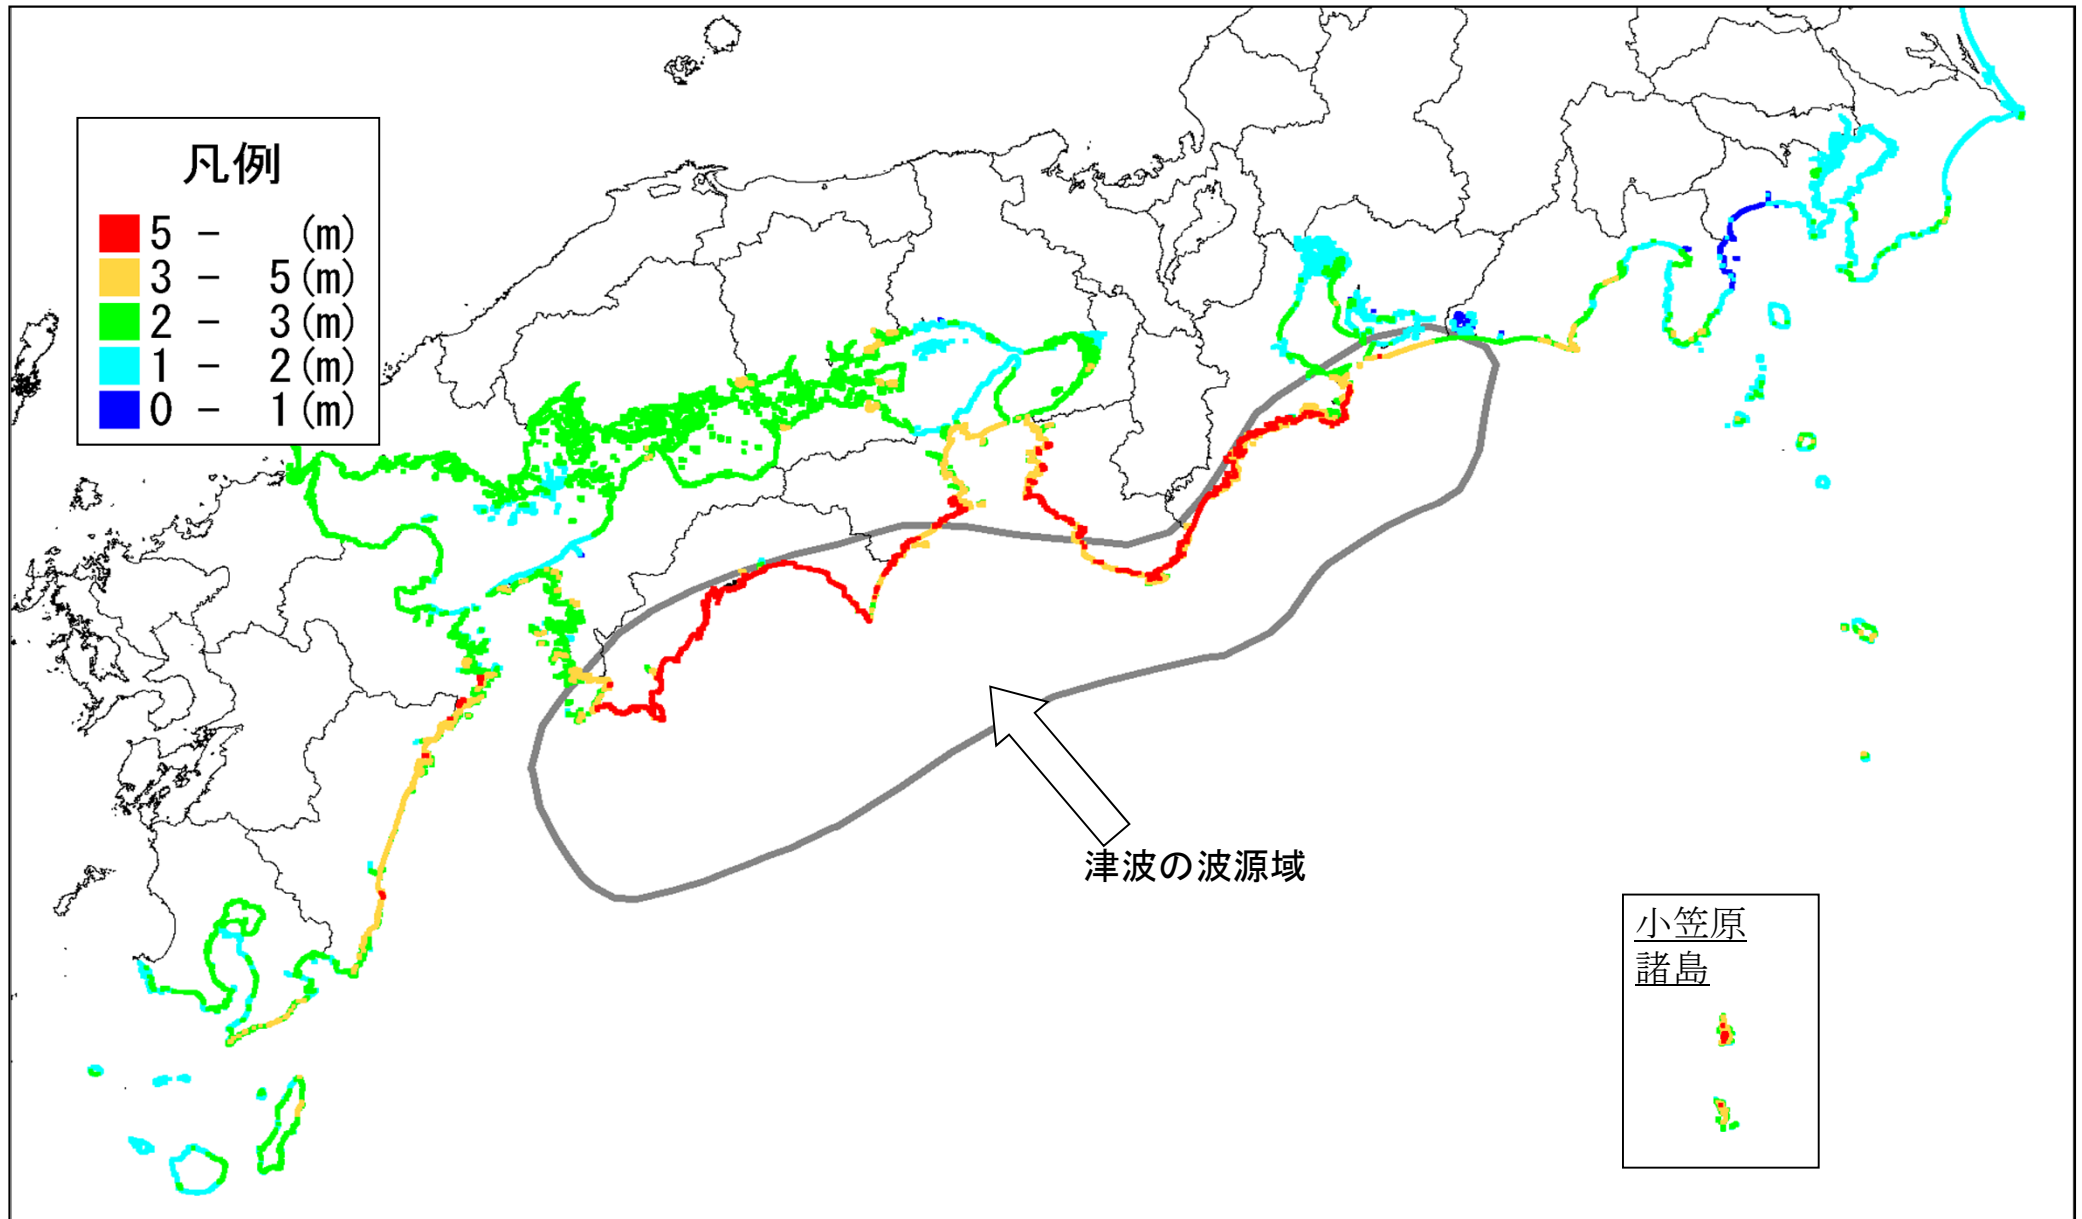 凡例
5 － (m)
3 － 5(m)
2 － 3(m)
1 － 2(m)
0 － 1(m)
津波の波源域
小笠原
諸島